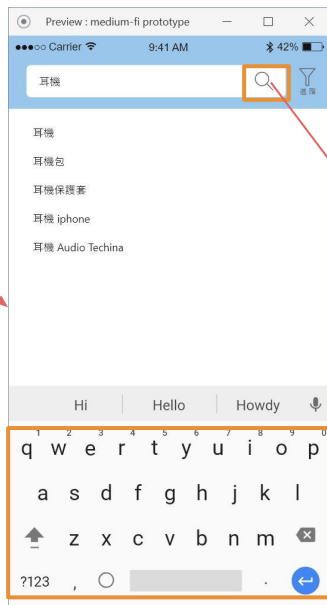 Preview : medium-fi prototype
Carrier 9:41 AM 42%
耳機
進階
耳機
耳機包
耳機保護套
耳機 iphone
耳機 Audio Techina
Hi Hello Howdy
1 2 3 4 5 6 7 8 9 0
q w e r t y u i o p
a s d f g h j k l
z x c v b n m
?123 , .